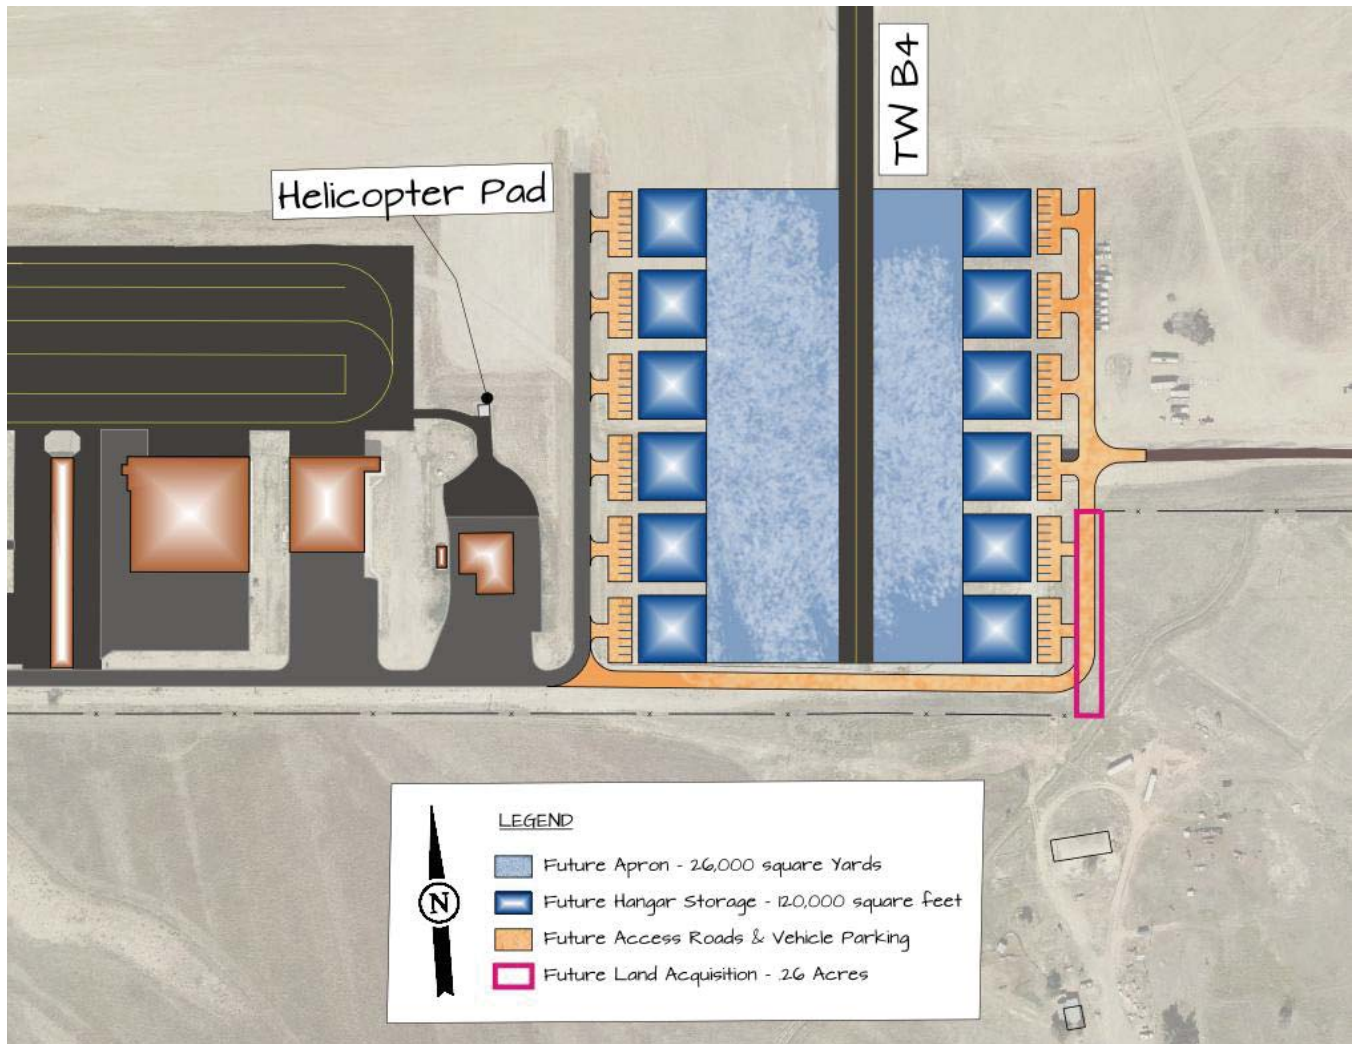 TW B4
Helicopter Pad
LEGEND
Future Apron - 26,000 square Yards
N
Future Hangar Storage - 120,000 square feet
Future Access Roads & Vehicle Parking
Future Land Acquisition - .26 Acres